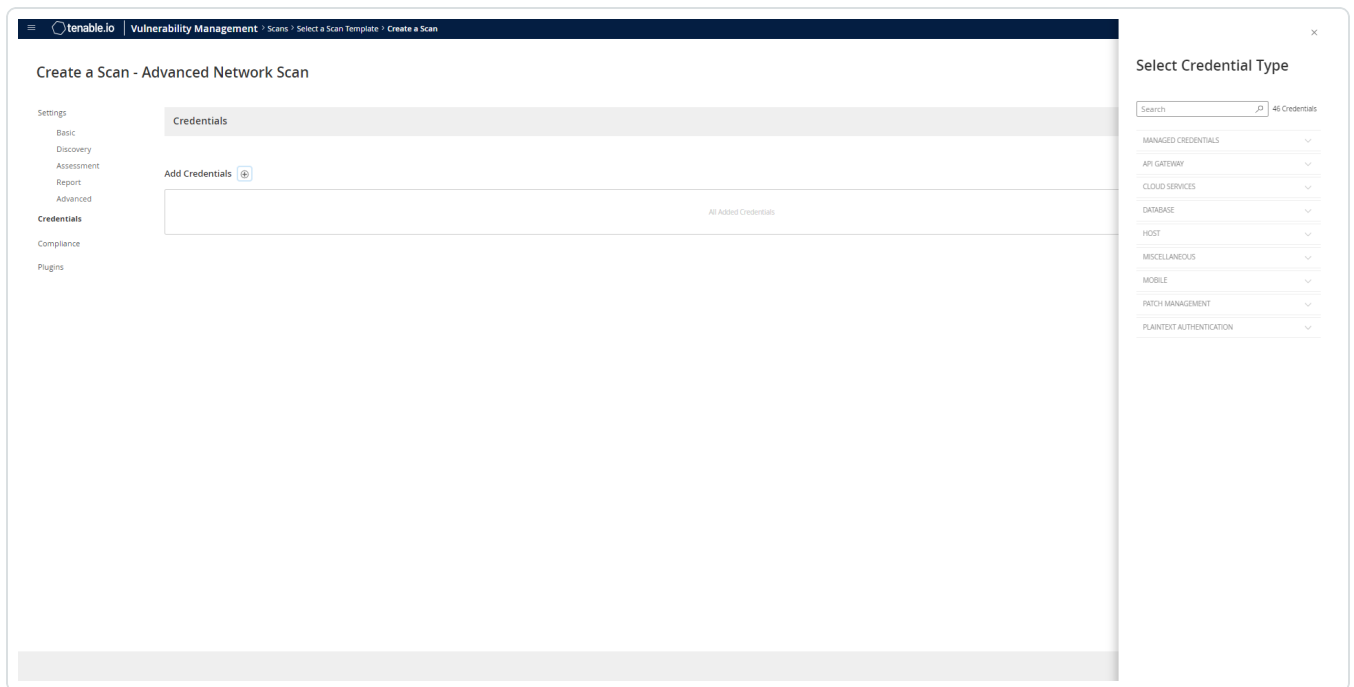 tenable.io Vulnerability Management > Scans > Select a Scan Template > Create a Scan
Create a Scan - Advanced Network Scan
Settings
Basic
Discovery
Assessment
Report
Advanced
Credentials
Compliance
Plugins
Credentials
Add Credentials
All Added Credentials
Select Credential Type
Search 46 Credentials
MANAGED CREDENTIALS
API GATEWAY
CLOUD SERVICES
DATABASE
HOST
MISCELLANEOUS
MOBILE
PATCH MANAGEMENT
PLAINTEXT AUTHENTICATION